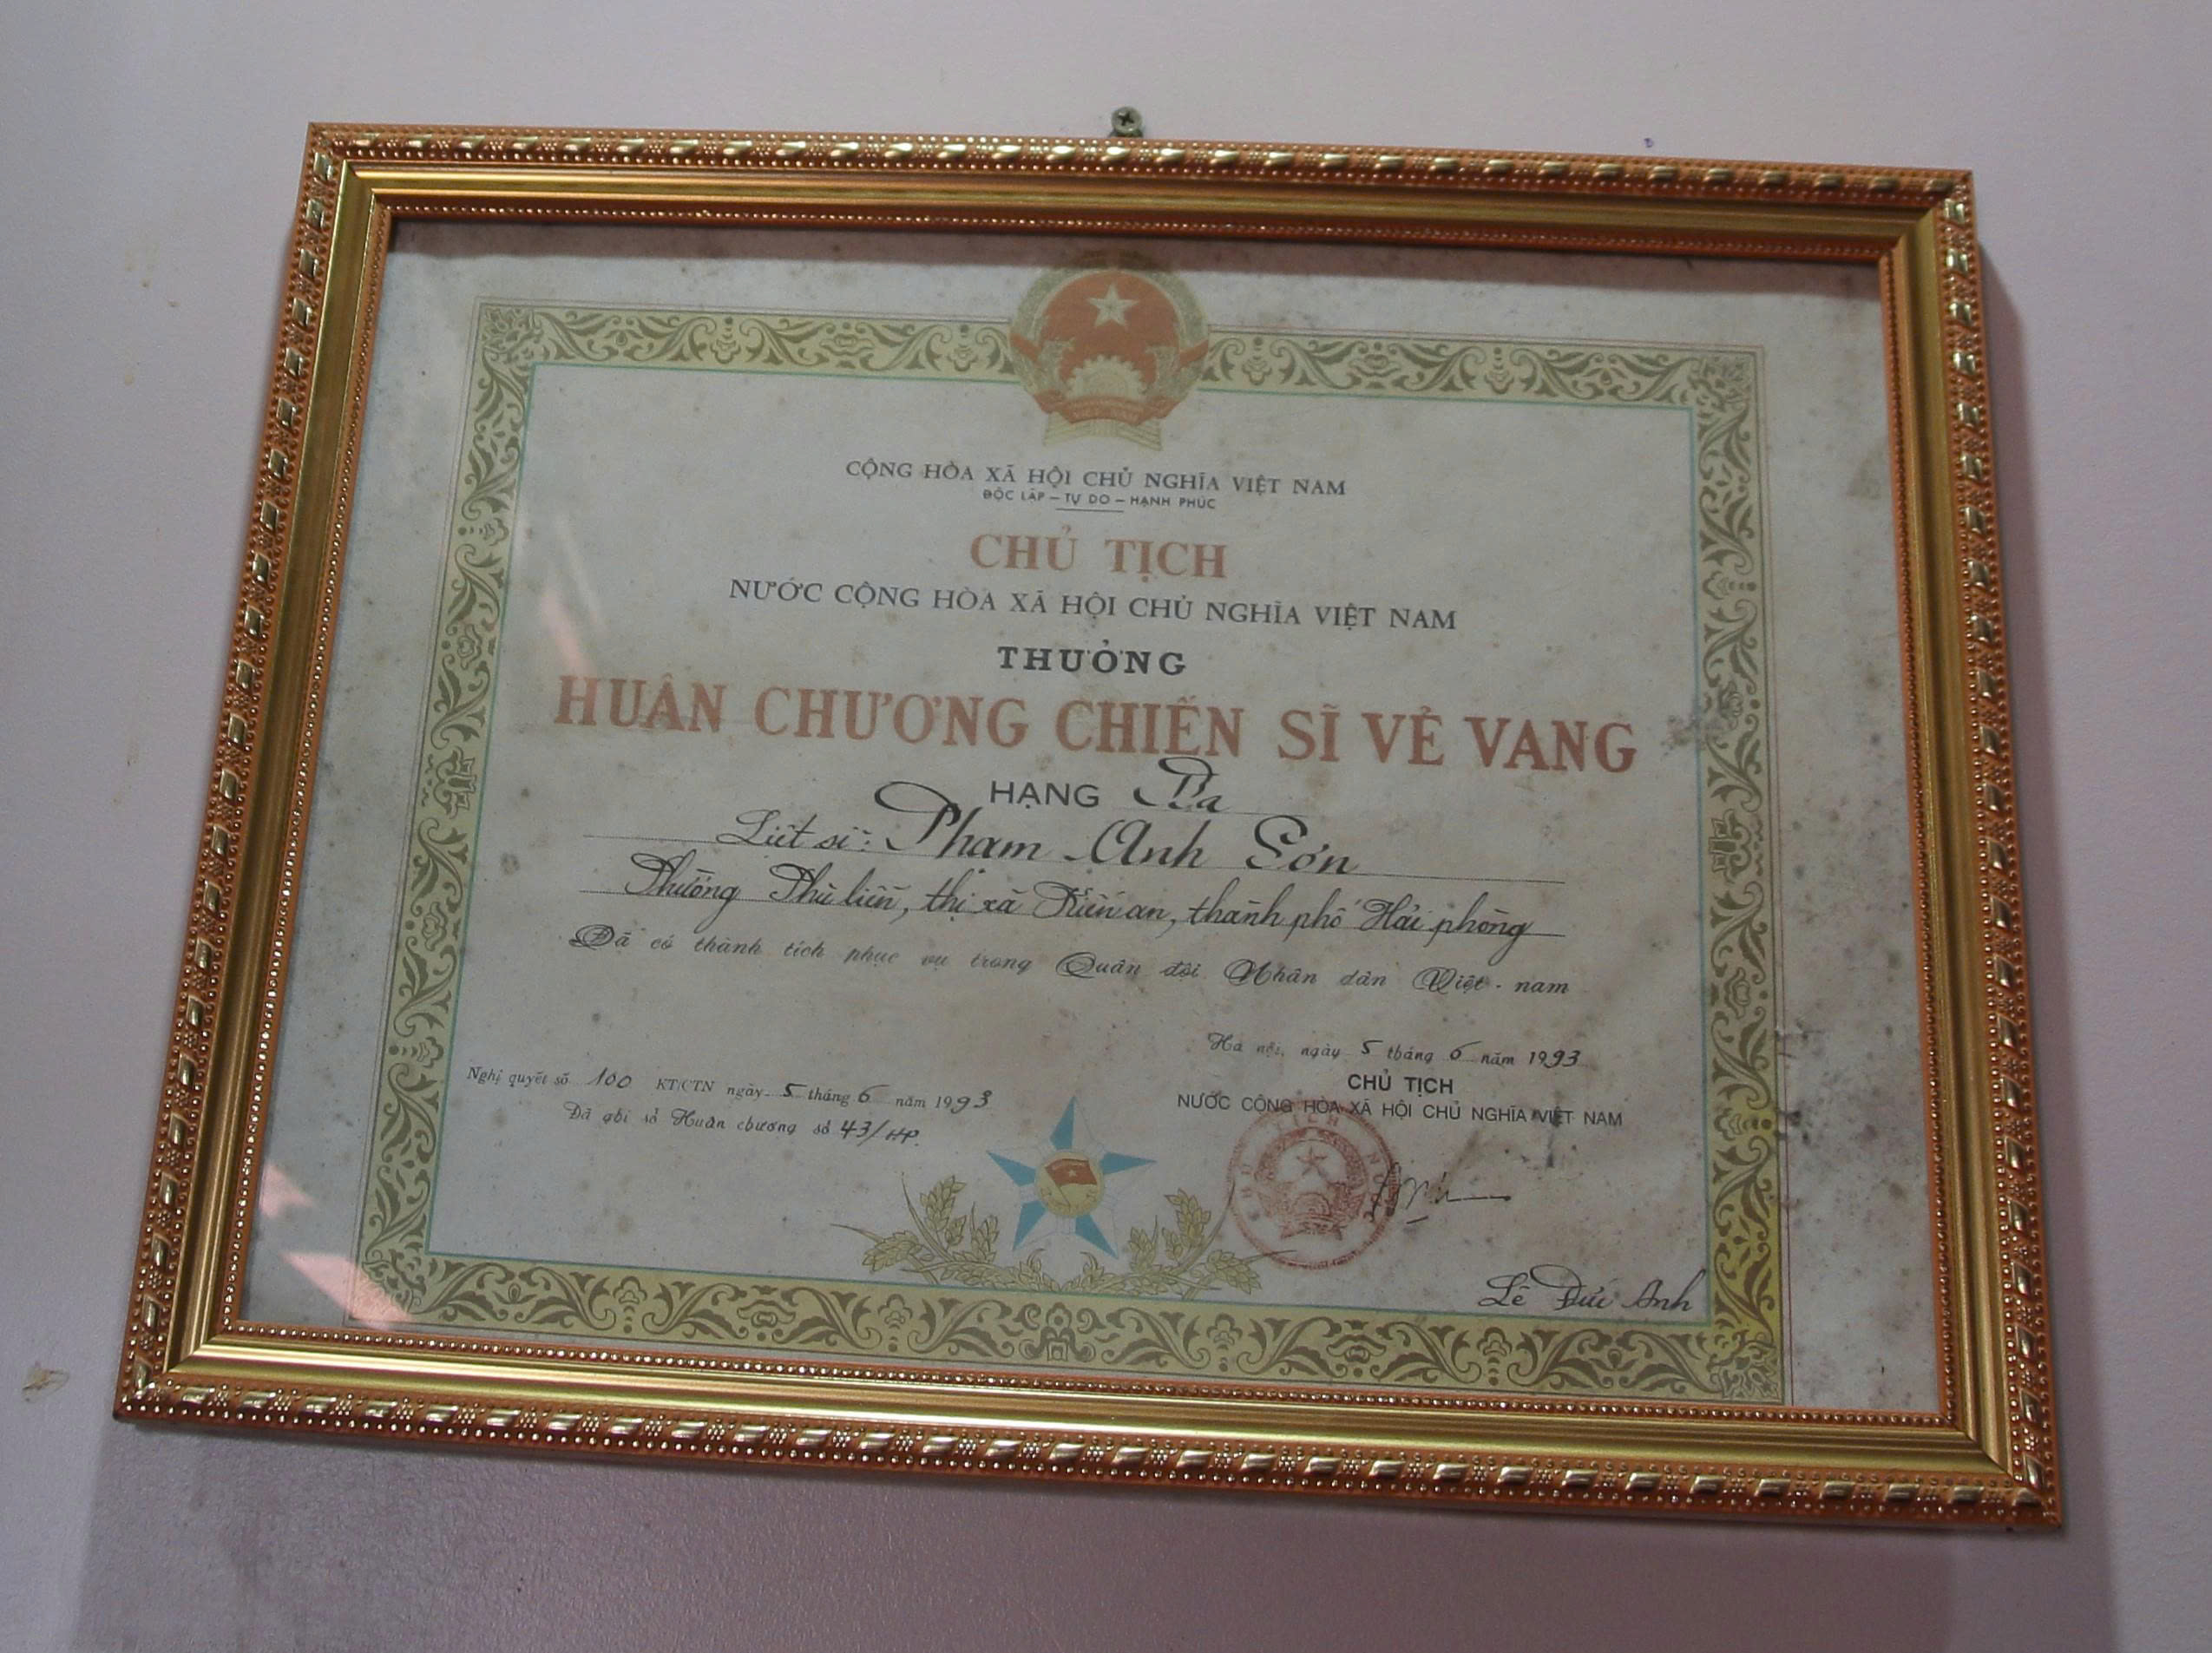 CỘNG HÒA XÃ HỘI CHỦ NGHĨA VIỆT NAM
ĐỘC LẬP – TỰ DO – HẠNH PHÚC
CHỦ TỊCH
NƯỚC CỘNG HÒA XÃ HỘI CHỦ NGHĨA VIỆT NAM
THƯỞNG
HUÂN CHƯƠNG CHIẾN SĨ VẺ VANG
HẠNG Ba
Liệt sĩ: Phạm Anh Sơn
Phường Phù liễn, thị xã Kiến an, thành phố Hải phòng
Đã có thành tích phục vụ trong Quân đội Nhân dân Việt-nam
Hà nội, ngày 5 tháng 6 năm 1993
Nghị quyết số 100 KT/CTN ngày 5 tháng 6 năm 1993
Đã ghi sổ Huân chương số 43/HP.
CHỦ TỊCH
NƯỚC CỘNG HÒA XÃ HỘI CHỦ NGHĨA VIỆT NAM
Lê Đức Anh